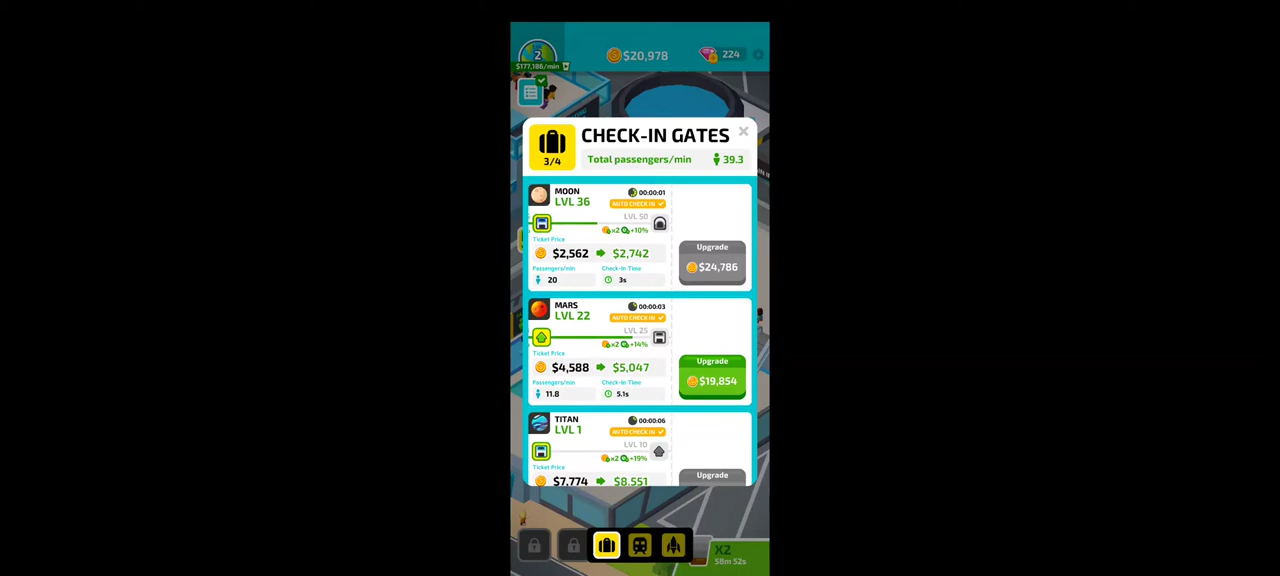 2
$177,186/min
$20,978
224
CHECK-IN GATES
3/4
Total passengers/min
39.3
MOON
LVL 36
00:00:01
AUTO CHECK IN
LVL 50
x2 +10%
Ticket Price
$2,562
$2,742
Passengers/min
20
Check-In Time
3s
Upgrade
$24,786
MARS
LVL 22
00:00:03
AUTO CHECK IN
LVL 25
x2 +14%
Ticket Price
$4,588
$5,047
Passengers/min
11.8
Check-In Time
5.1s
Upgrade
$19,854
TITAN
LVL 1
00:00:06
AUTO CHECK IN
LVL 10
x2 +19%
Ticket Price
$7,774
$8,551
Upgrade
X2
58m 52s